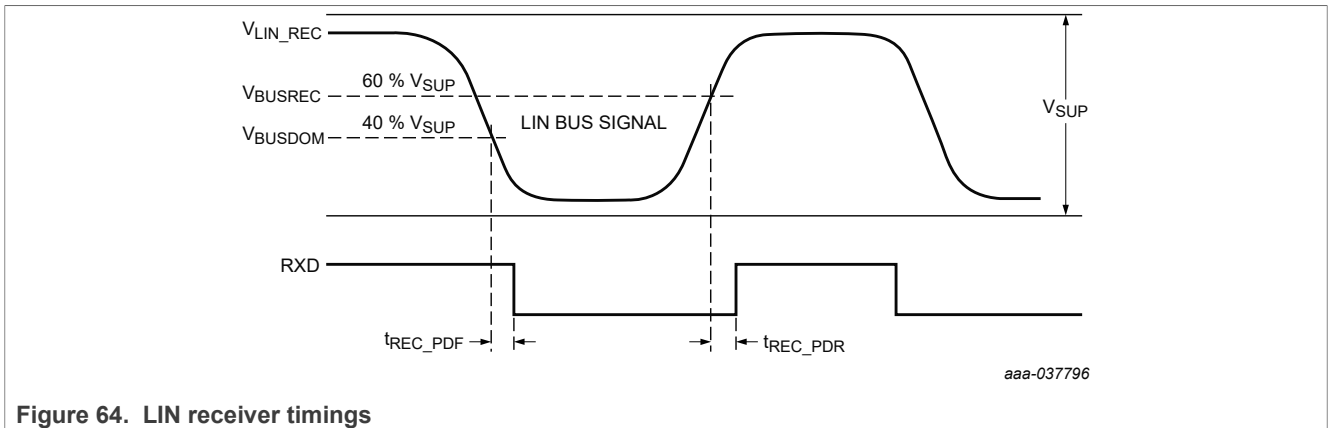 VLIN_REC
60 % VSUP
VBUSREC
VSUP
40 % VSUP
LIN BUS SIGNAL
VBUSDOM
RXD
tREC_PDF
tREC_PDR
aaa-037796
Figure 64. LIN receiver timings